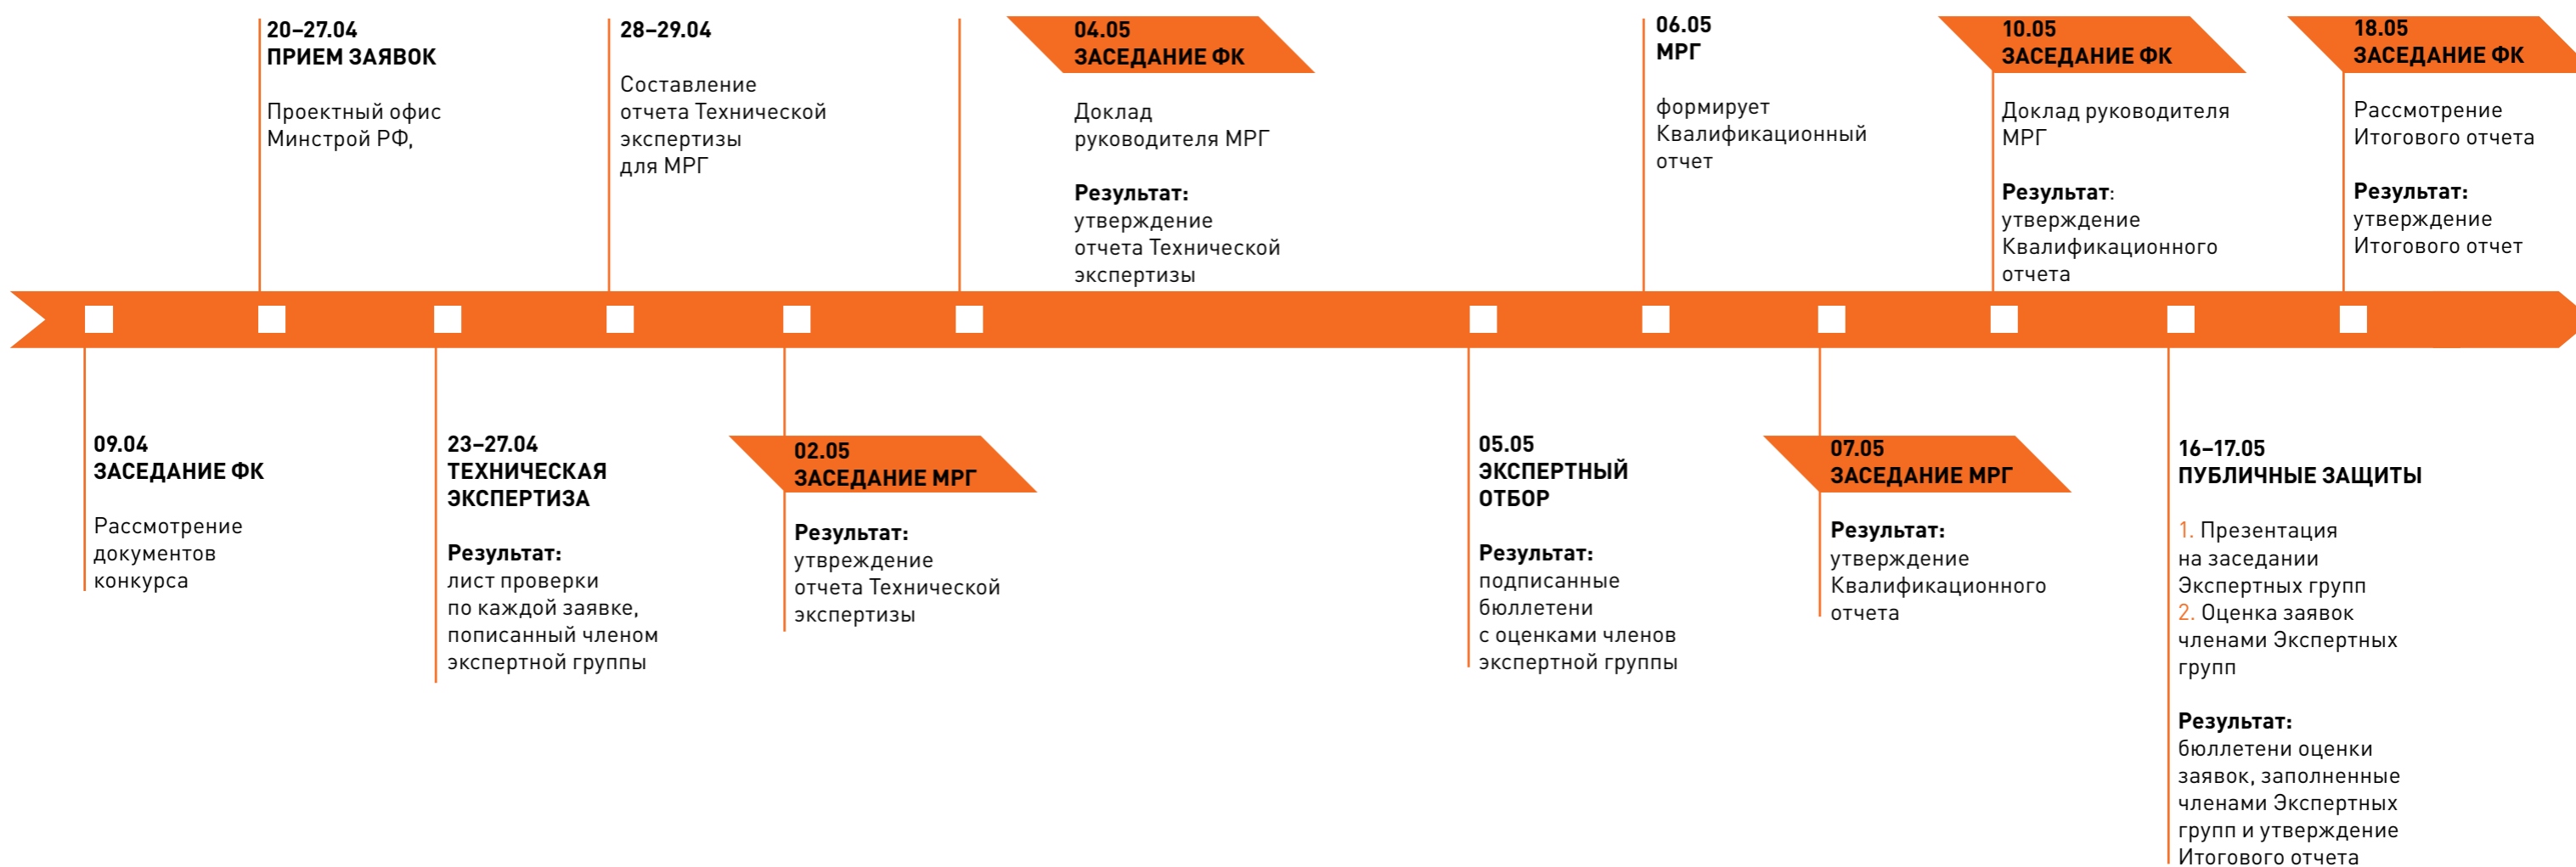 20–27.04
ПРИЕМ ЗАЯВОК
Проектный офис
Минстрой РФ,
28–29.04
Составление
отчета Технической
экспертизы
для МРГ
04.05
ЗАСЕДАНИЕ ФК
Доклад
руководителя МРГ
Результат:
утверждение
отчета Технической
экспертизы
06.05
МРГ
формирует
Квалификационный
отчет
10.05
ЗАСЕДАНИЕ ФК
Доклад руководителя
МРГ
Результат:
утверждение
Квалификационного
отчета
18.05
ЗАСЕДАНИЕ ФК
Рассмотрение
Итогового отчета
Результат:
утверждение
Итогового отчет
09.04
ЗАСЕДАНИЕ ФК
Рассмотрение
документов
конкурса
23–27.04
ТЕХНИЧЕСКАЯ
ЭКСПЕРТИЗА
Результат:
лист проверки
по каждой заявке,
пописанный членом
экспертной группы
02.05
ЗАСЕДАНИЕ МРГ
Результат:
утвреждение
отчета Технической
экспертизы
05.05
ЭКСПЕРТНЫЙ
ОТБОР
Результат:
подписанные
бюллетени
с оценками членов
экспертной группы
07.05
ЗАСЕДАНИЕ МРГ
Результат:
утверждение
Квалификационного
отчета
16–17.05
ПУБЛИЧНЫЕ ЗАЩИТЫ
1. Презентация
на заседании
Экспертных групп
2. Оценка заявок
членами Экспертных
групп
Результат:
бюллетени оценки
заявок, заполненные
членами Экспертных
групп и утверждение
Итогового отчета